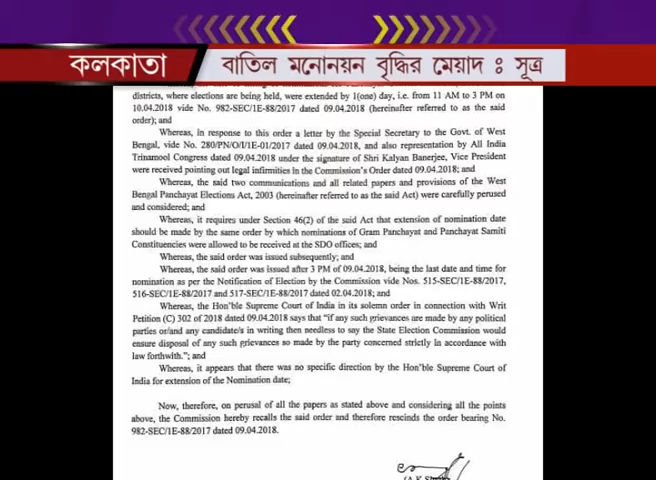 কলকাতা
বাতিল মনোনয়ন বৃদ্ধির মেয়াদ ঃ সূত্র
districts, where elections are being held, were extended by 1(one) day, i.e. from 11 AM to 3 PM on
10.04.2018 vide No. 982-SEC/1E-88/2017 dated 09.04.2018 (hereinafter referred to as the said
order); and
Whereas, in response to this order a letter by the Special Secretary to the Govt. of West
Bengal, vide No. 280/PN/O/I/1E-01/2017 dated 09.04.2018, and also representation by All India
Trinamool Congress dated 09.04.2018 under the signature of Shri Kalyan Banerjee, Vice President
were received pointing out legal infirmities in the Commission's Order dated 09.04.2018; and
Whereas, the said two communications and all related papers and provisions of the West
Bengal Panchayat Elections Act, 2003 (hereinafter referred to as the said Act) were carefully perused
and considered; and
Whereas, it requires under Section 46(2) of the said Act that extension of nomination date
should be made by the same order by which nominations of Gram Panchayat and Panchayat Samiti
Constituencies were allowed to be received at the SDO offices; and
Whereas, the said order was issued subsequently; and
Whereas, the said order was issued after 3 PM of 09.04.2018, being the last date and time for
nomination as per the Notification of Election by the Commission vide Nos. 515-SEC/1E-88/2017,
516-SEC/1E-88/2017 and 517-SEC/1E-88/2017 dated 02.04.2018; and
Whereas, the Hon'ble Supreme Court of India in its solemn order in connection with Writ
Petition (C) 302 of 2018 dated 09.04.2018 says that "if any such grievances are made by any political
parties or/and any candidate/s in writing then needless to say the State Election Commission would
ensure disposal of any such grievances so made by the party concerned strictly in accordance with
law forthwith."; and
Whereas, it appears that there was no specific direction by the Hon'ble Supreme Court of
India for extension of the Nomination date;
Now, therefore, on perusal of all the papers as stated above and considering all the points
above, the Commission hereby recalls the said order and therefore rescinds the order bearing No.
982-SEC/1E-88/2017 dated 09.04.2018.